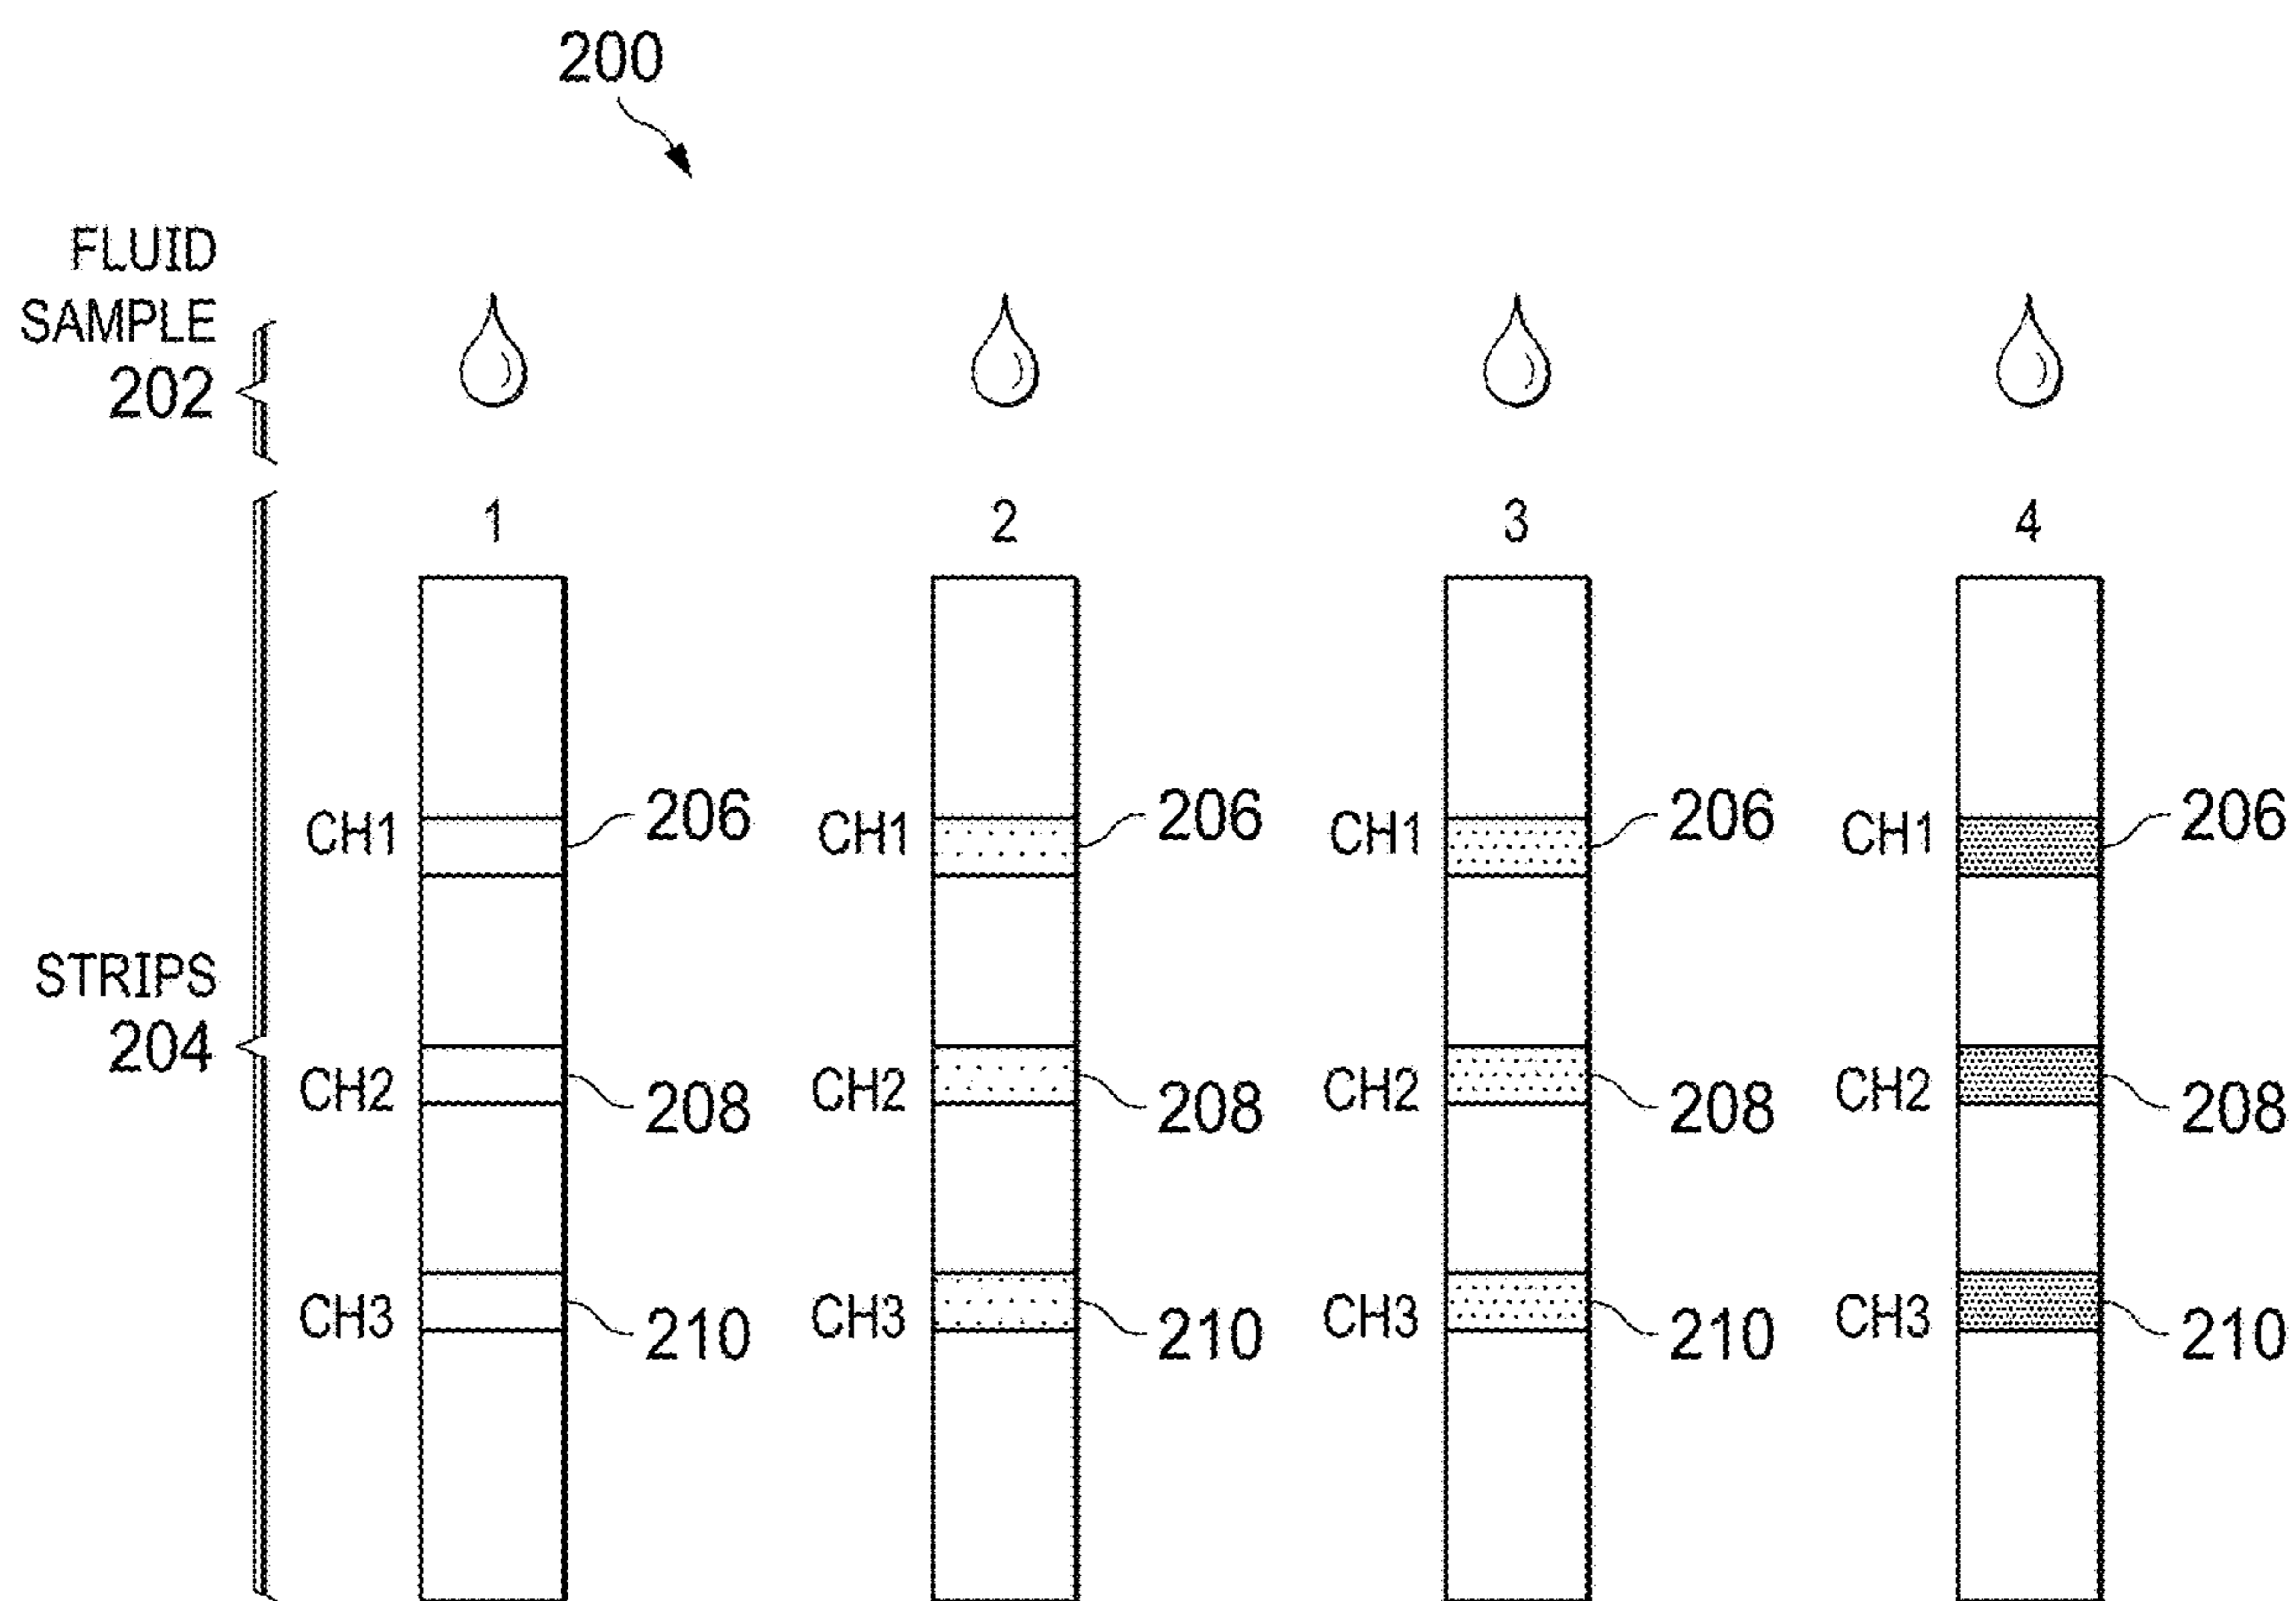 200
FLUID
SAMPLE
202
1 2 3 4
CH1 206 CH1 206 CH1 206 CH1 206
STRIPS
204
CH2 208 CH2 208 CH2 208 CH2 208
CH3 210 CH3 210 CH3 210 CH3 210